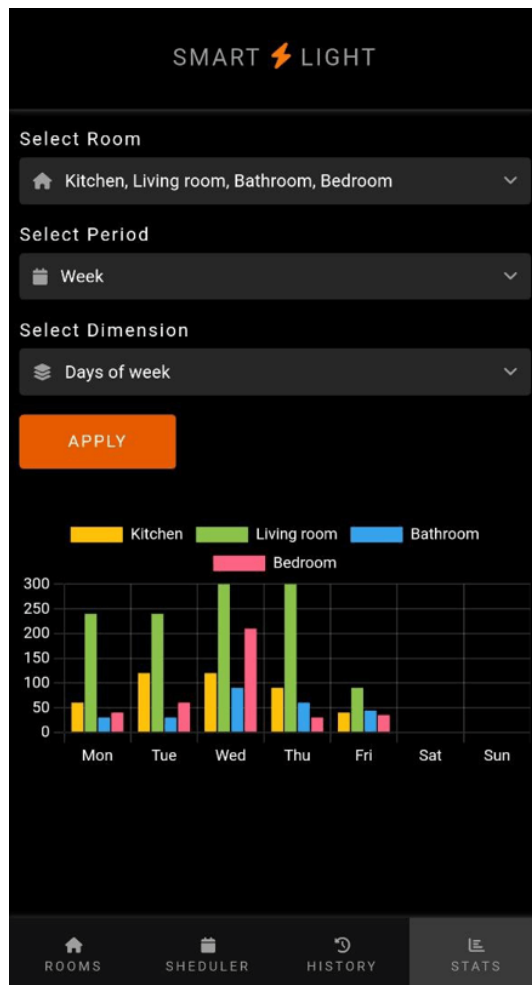 SMART LIGHT
Select Room
Kitchen, Living room, Bathroom, Bedroom
Select Period
Week
Select Dimension
Days of week
APPLY
Kitchen Living room Bathroom
Bedroom
300
250
200
150
100
50
0
Mon Tue Wed Thu Fri Sat Sun
ROOMS SHEDULER HISTORY STATS